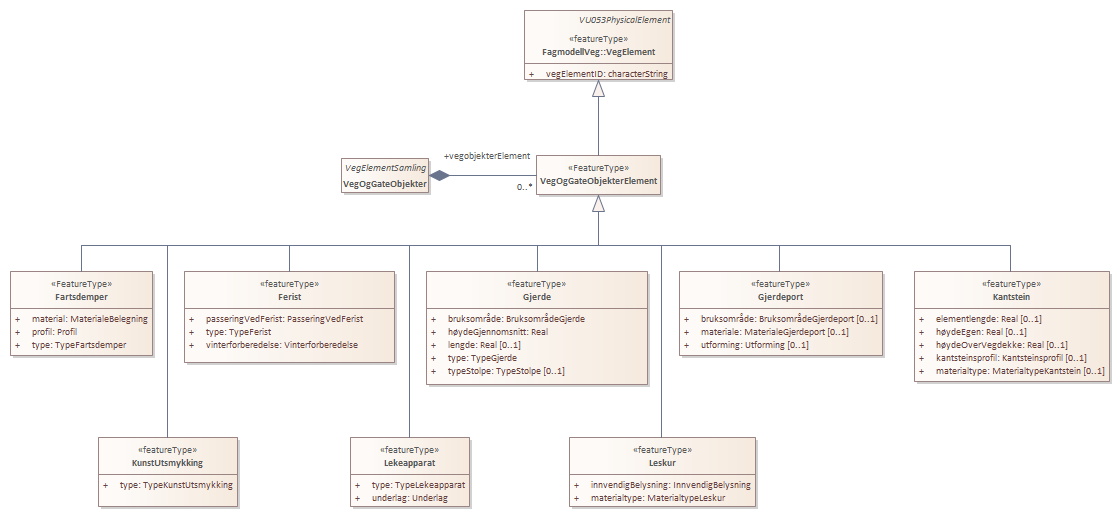 VU053PhysicalElement
«featureType»
FagmodellVeg::VegElement
+ vegElementID: characterString
+vegobjekterElement
0..*
VegElementSamling
VegOgGateObjekter
«FeatureType»
VegOgGateObjekterElement
«FeatureType»
Fartsdemper
+ material: MaterialeBelegning
+ profil: Profil
+ type: TypeFartsdemper
«featureType»
Ferist
+ passeringVedFerist: PasseringVedFerist
+ type: TypeFerist
+ vinterforberedelse: Vinterforberedelse
«featureType»
Gjerde
+ bruksområde: BruksområdeGjerde
+ høydeGjennomsnitt: Real
+ lengde: Real [0..1]
+ type: TypeGjerde
+ typeStolpe: TypeStolpe [0..1]
«featureType»
Gjerdeport
+ bruksområde: BruksområdeGjerdeport [0..1]
+ materiale: MaterialeGjerdeport [0..1]
+ utforming: Utforming [0..1]
«featureType»
Kantstein
+ elementlengde: Real [0..1]
+ høydeEgen: Real [0..1]
+ høydeOverVegdekke: Real [0..1]
+ kantsteinsprofil: Kantsteinsprofil [0..1]
+ materialtype: MaterialtypeKantstein [0..1]
«featureType»
KunstUtsmykking
+ type: TypeKunstUtsmykking
«featureType»
Lekeapparat
+ type: TypeLekeapparat
+ underlag: Underlag
«featureType»
Leskur
+ innvendigBelysning: InnvendigBelysning
+ materialtype: MaterialtypeLeskur